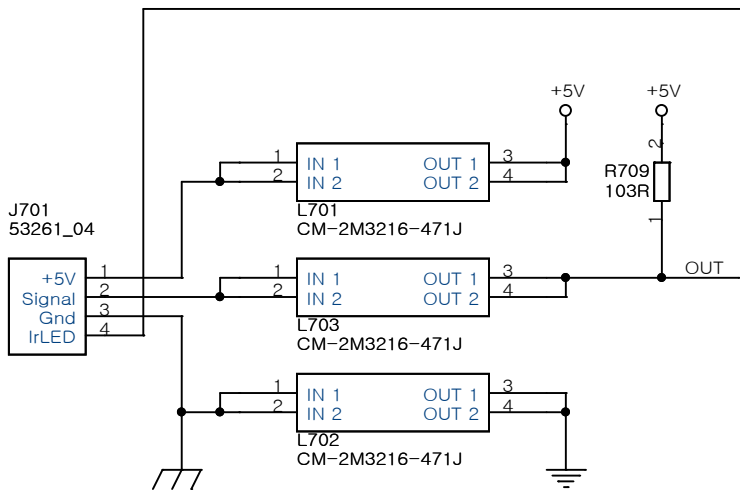 +5V
+5V
1
2
IN 1
IN 2
OUT 1
OUT 2
3
4
2
R709
103R
1
L701
CM-2M3216-471J
J701
53261_04
+5V
Signal
Gnd
IrLED
1
2
3
4
1
2
IN 1
IN 2
OUT 1
OUT 2
3
4
OUT
L703
CM-2M3216-471J
1
2
IN 1
IN 2
OUT 1
OUT 2
3
4
L702
CM-2M3216-471J